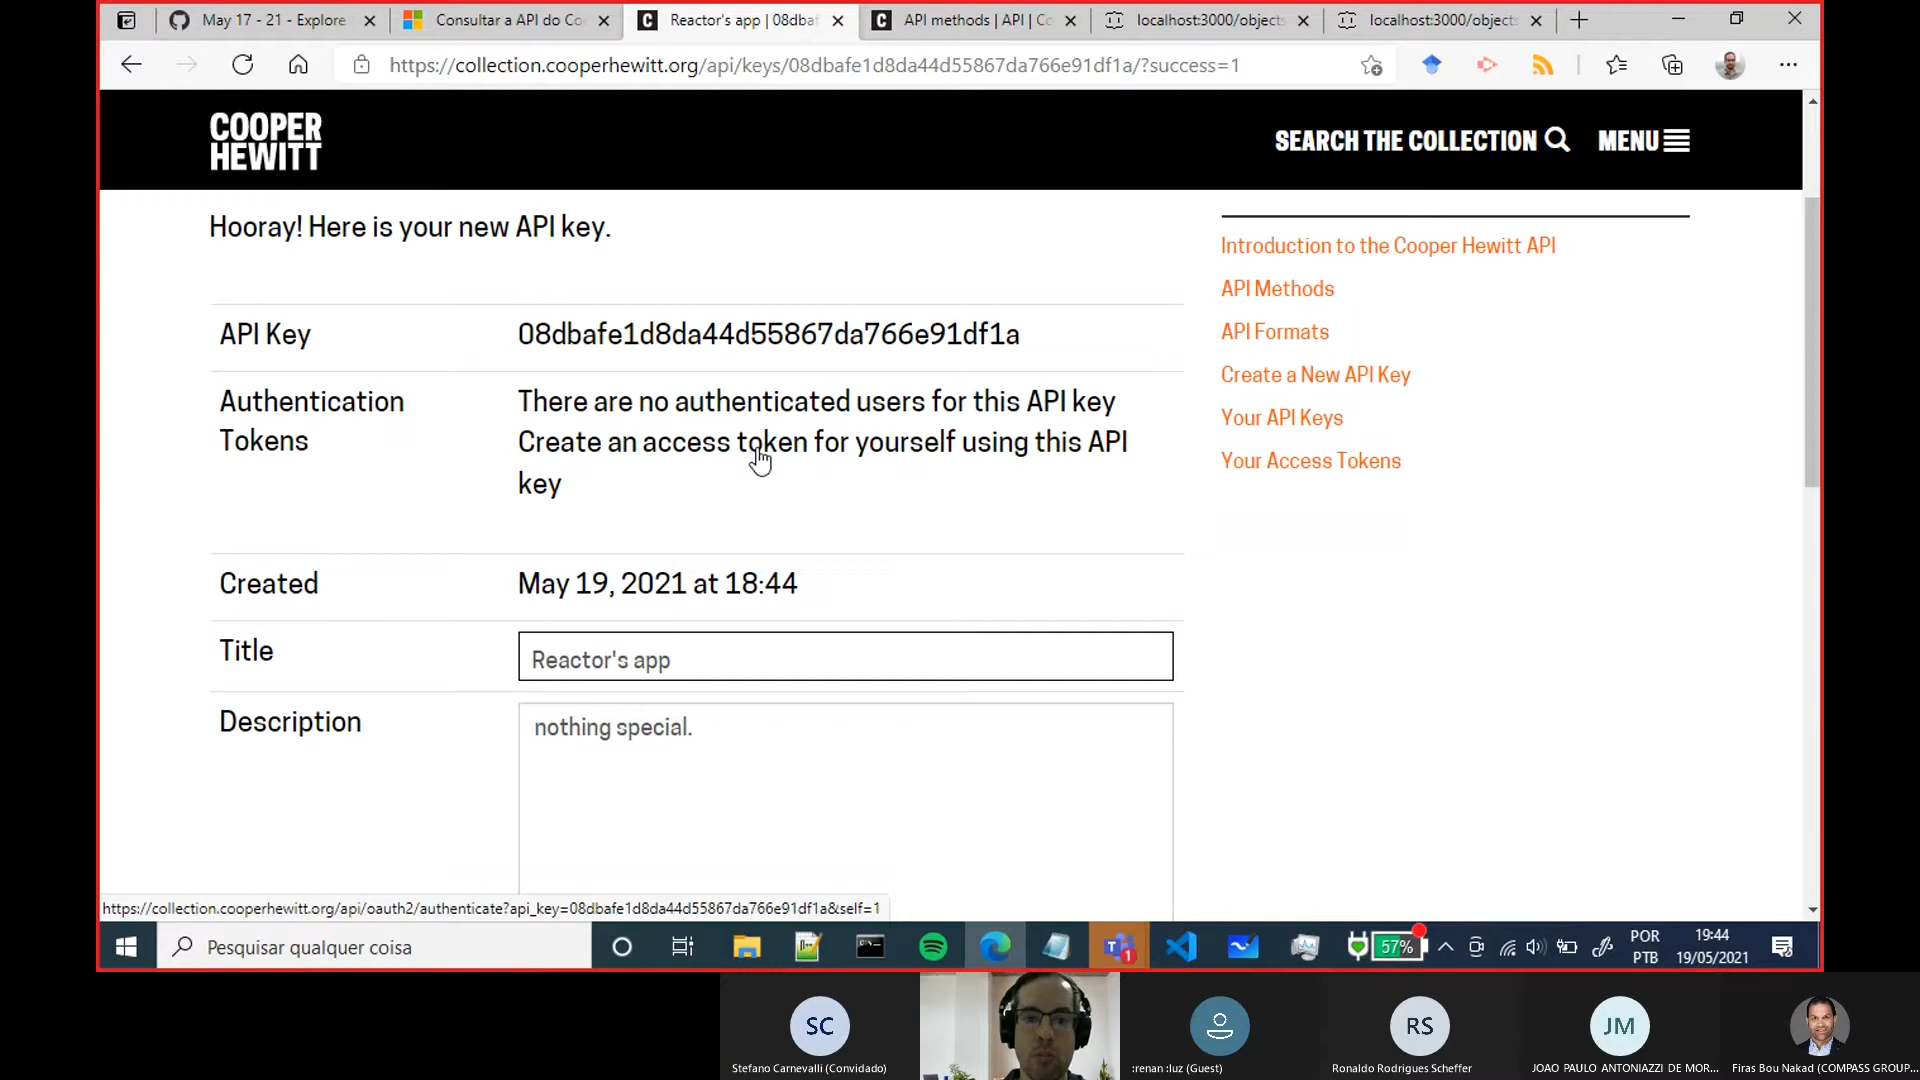 May 17 - 21 - Explore
Consultar a API do Co
Reactor's app | 08dbaf
API methods | API | Co
localhost:3000/objects
localhost:3000/objects
https://collection.cooperhewitt.org/api/keys/08dbafe1d8da44d55867da766e91df1a/?success=1
COOPER
HEWITT
SEARCH THE COLLECTION
MENU
Hooray! Here is your new API key.
API Key
08dbafe1d8da44d55867da766e91df1a
Authentication
Tokens
There are no authenticated users for this API key
Create an access token for yourself using this API
key
Created
May 19, 2021 at 18:44
Title
Reactor's app
Description
nothing special.
Introduction to the Cooper Hewitt API
API Methods
API Formats
Create a New API Key
Your API Keys
Your Access Tokens
https://collection.cooperhewitt.org/api/oauth2/authenticate?api_key=08dbafe1d8da44d55867da766e91df1a&self=1
Pesquisar qualquer coisa
1
57%
POR
PTB
19:44
19/05/2021
SC
Stefano Carnevalli (Convidado)
:renan :luz (Guest)
RS
Ronaldo Rodrigues Scheffer
JM
JOAO PAULO ANTONIAZZI DE MOR...
Firas Bou Nakad (COMPASS GROUP...